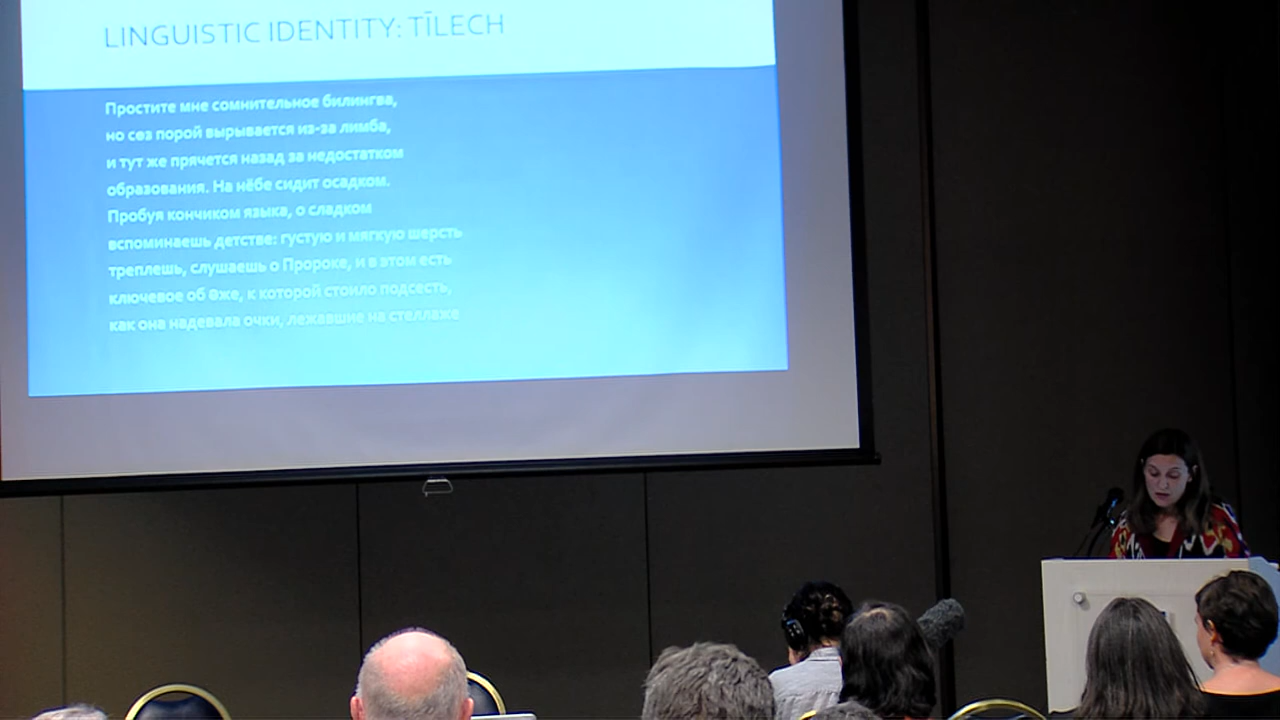 LINGUISTIC IDENTITY: TĪLECH
Простите мне сомнительное билингва,
но сөз порой вырывается из-за лимба,
и тут же прячется назад за недостатком
образования. На нёбе сидит осадком.
Пробуя кончиком языка, о сладком
вспоминаешь детстве: густую и мягкую шерсть
треплешь, слушаешь о Пророке, и в этом есть
ключевое об Өже, к которой стоило подсесть,
как она надевала очки, лежавшие на стеллаже